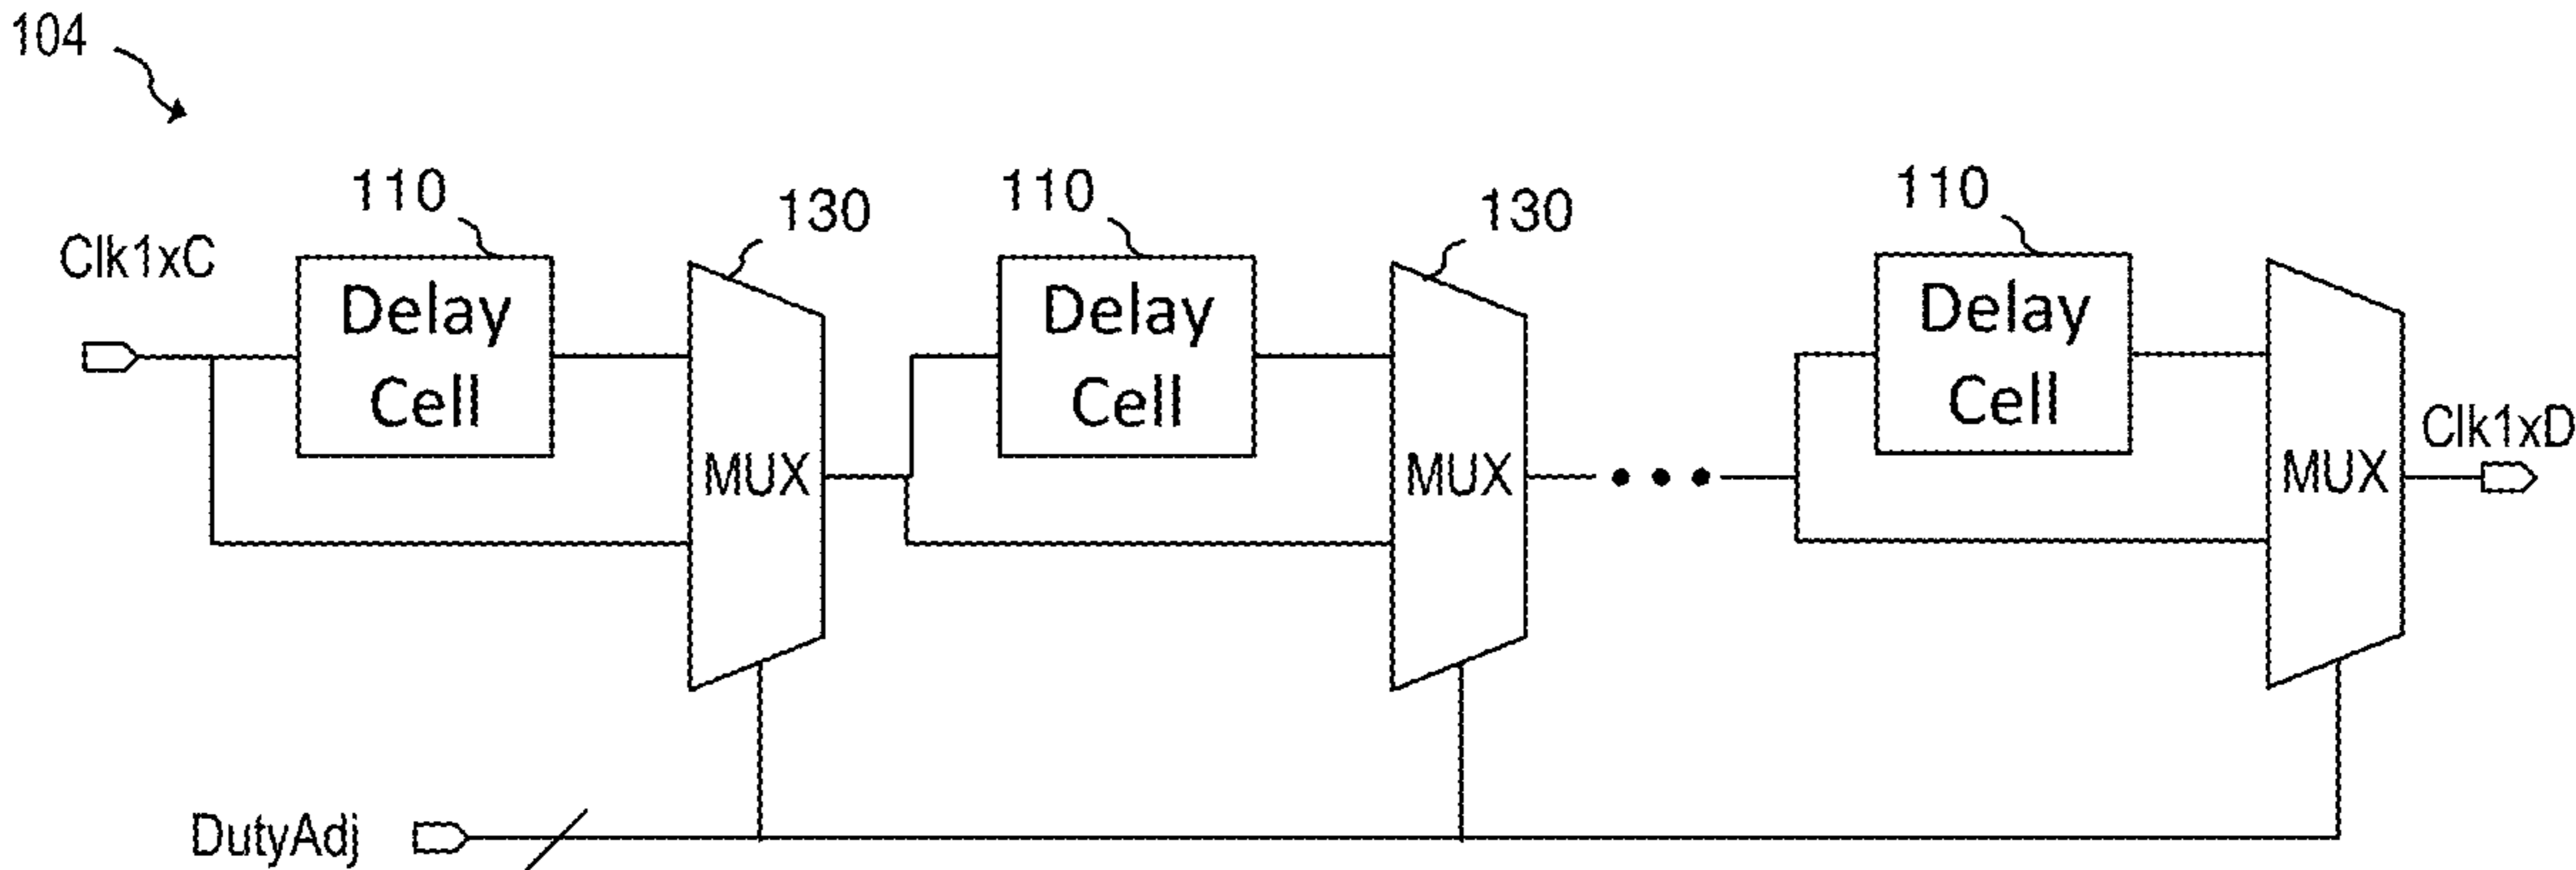 104
110
130
110
130
110
Clk1xC
Delay
Cell
MUX
Delay
Cell
MUX
Delay
Cell
MUX
Clk1xD
DutyAdj